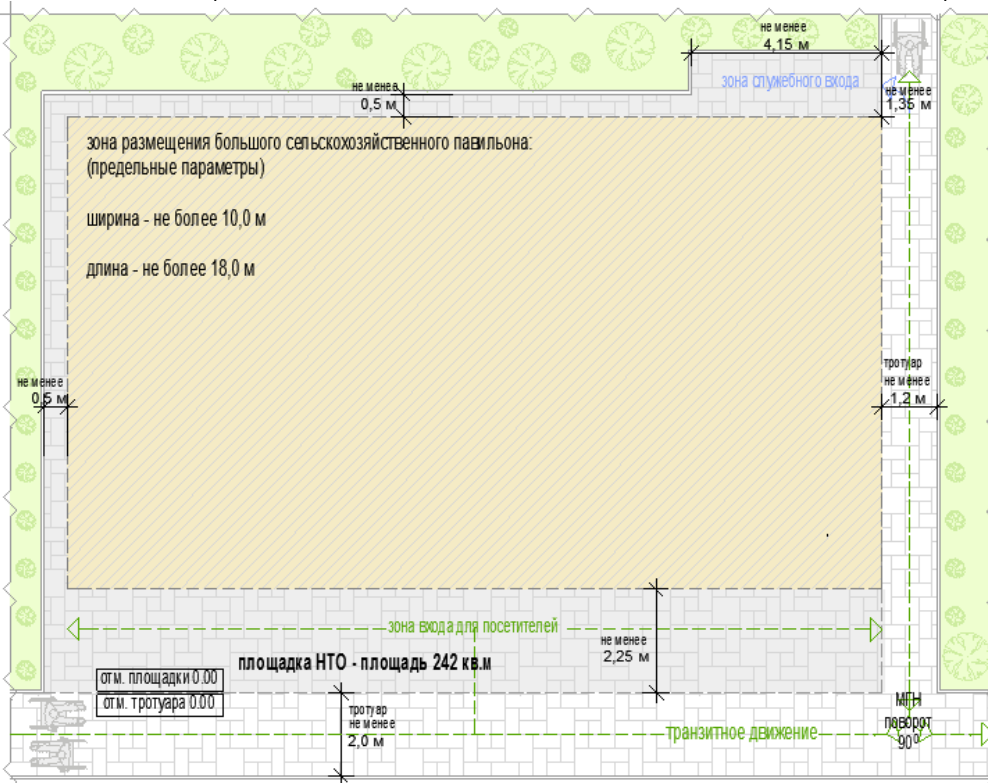 не менее
4,15 м
зона служебного входа
не менее
0,5 м
не менее
1,35 м
зона размещения большого сельскохозяйственного павильона:
(предельные параметры)
ширина - не более 10,0 м
длина - не более 18,0 м
не менее
0,5 м
тротуар
не менее
1,2 м
зона входа для посетителей
не менее
2,25 м
площадка НТО - площадь 242 кв.м
отм. площадки 0.00
отм. тротуара 0.00
тротуар
не менее
2,0 м
транзитное движение
МГН
поворот
90⁰